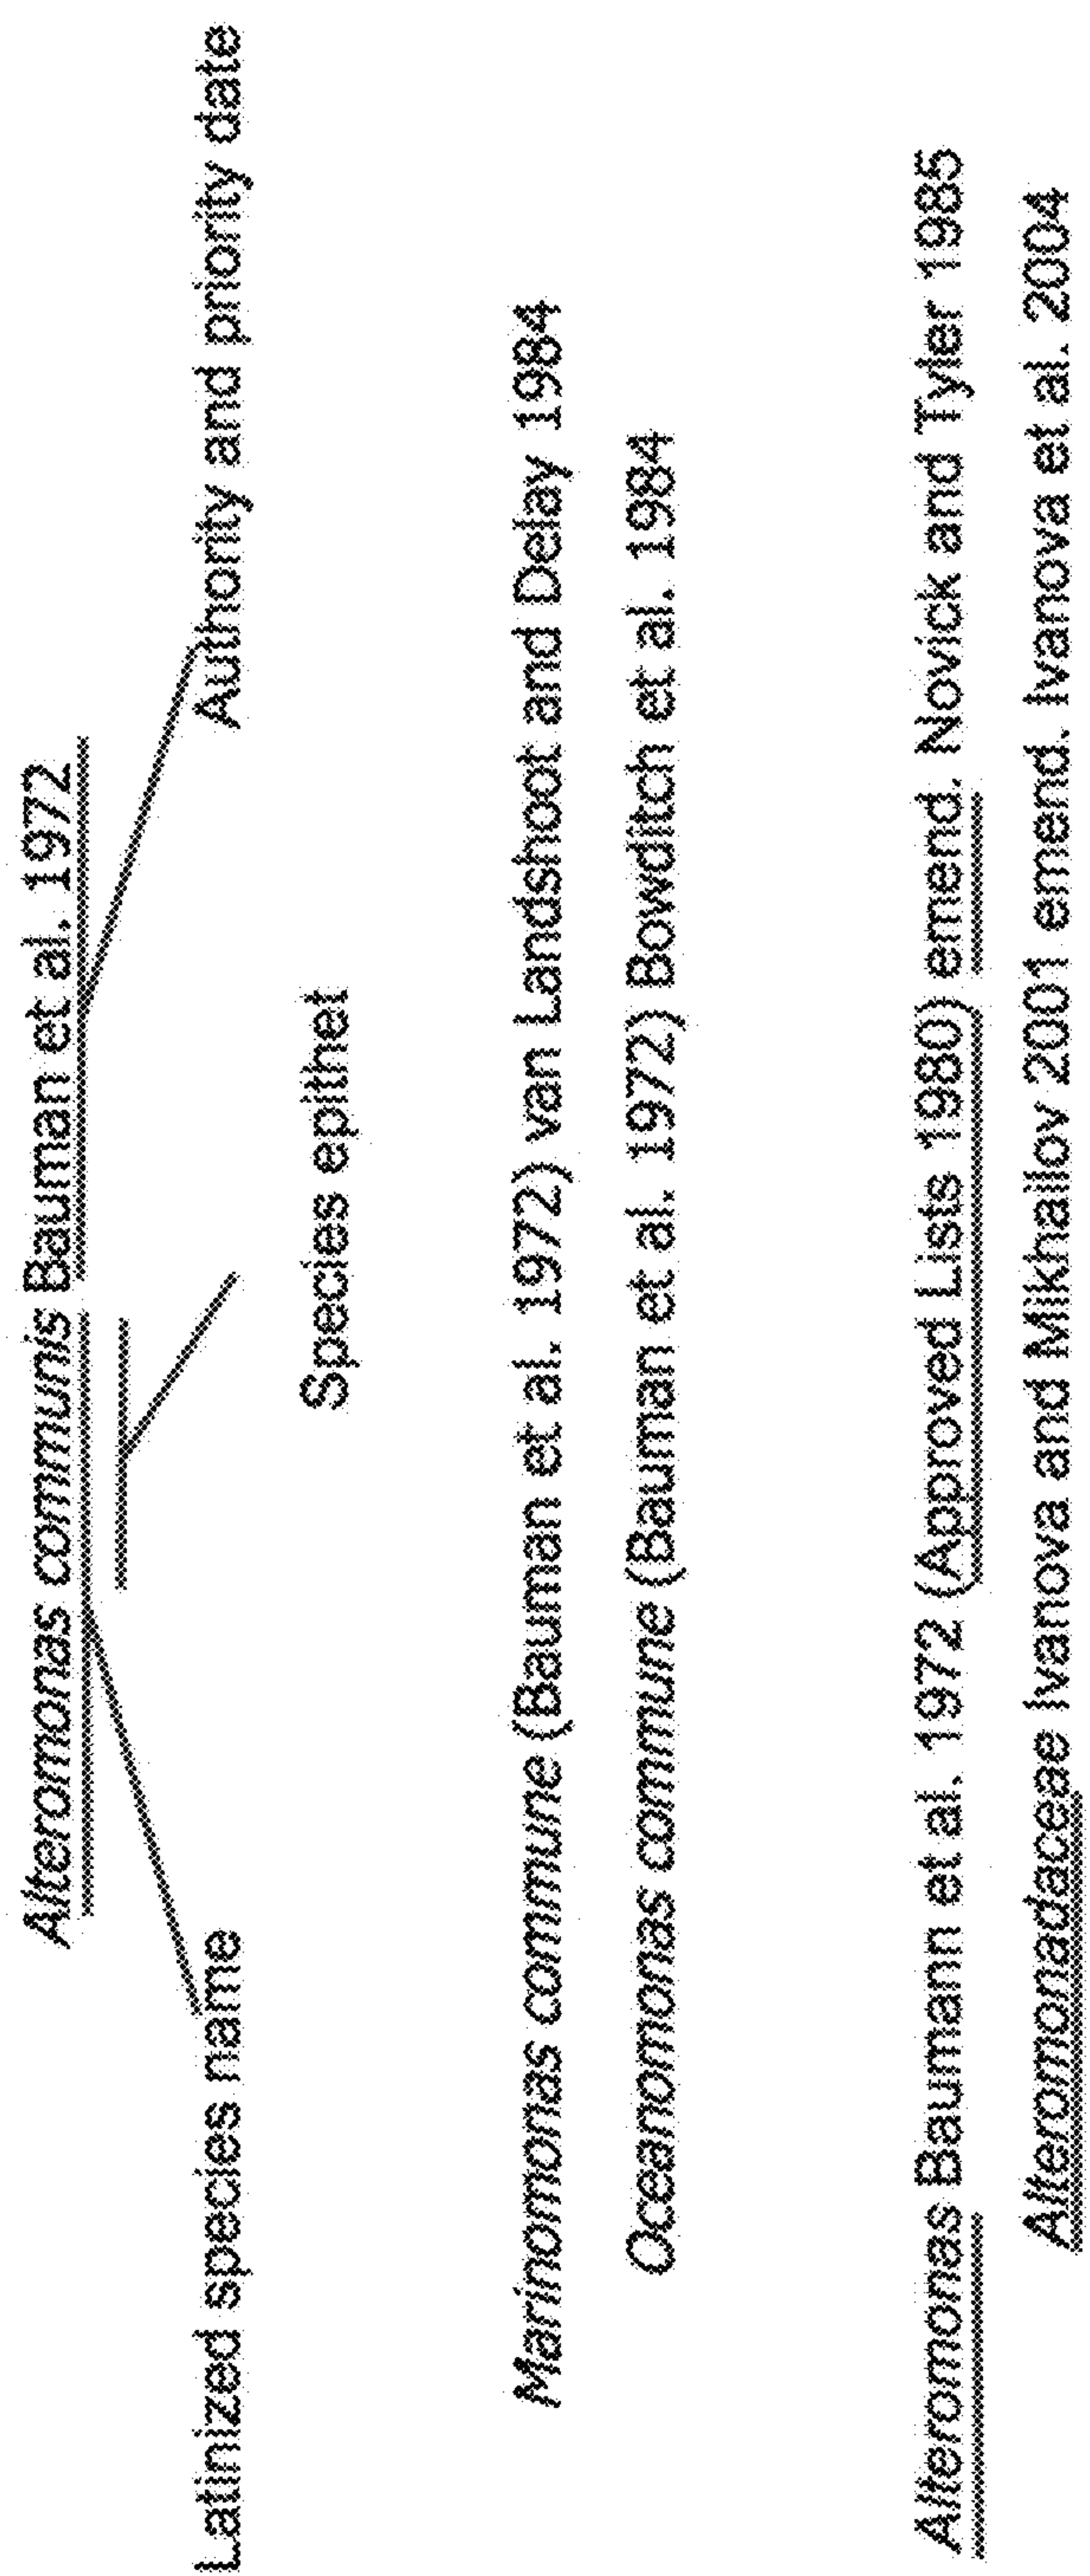 Alteromonas communis Bauman et al. 1972
Latinized species name
Authority and priority date
Species epithet
Marinomonas commune (Bauman et al. 1972) van Landshoot and Delay 1984
Oceanomonas commune (Bauman et al. 1972) Bowditch et al. 1984
Alteromonas Baumann et al. 1972 (Approved Lists 1980) emend. Novick and Tyler 1985
Alteromonadaceae Ivanova and Mikhailov 2001 emend. Ivanova et al. 2004